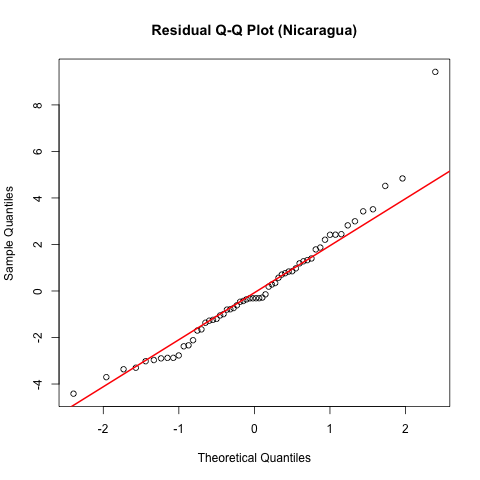 Residual Q-Q Plot (Nicaragua)
Sample Quantiles
8
6
4
2
0
-2
-4
-2 -1 0 1 2
Theoretical Quantiles